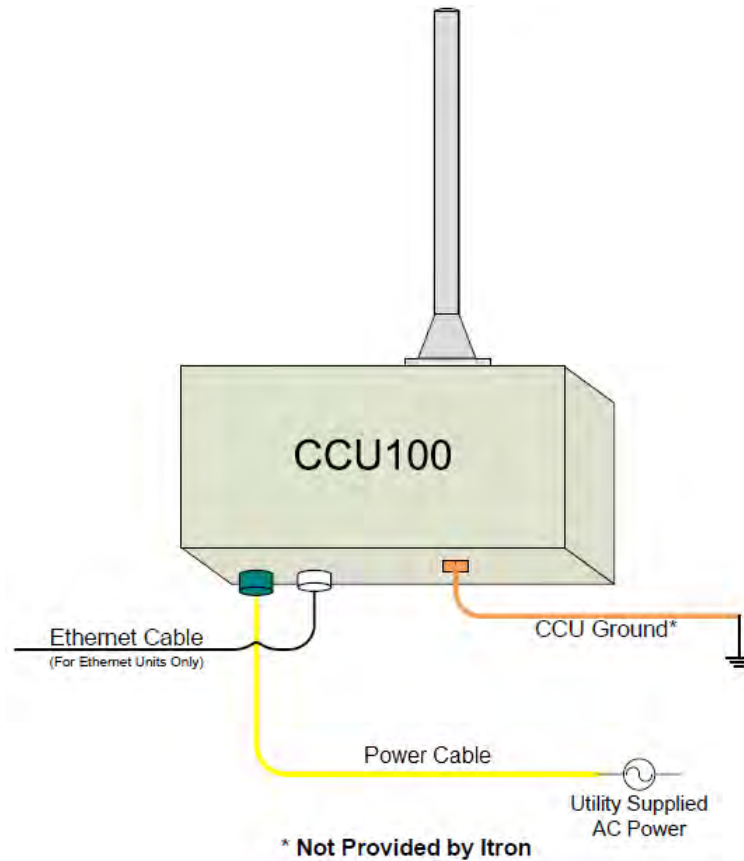 CCU100
Ethernet Cable
(For Ethernet Units Only)
CCU Ground*
Power Cable
Utility Supplied
AC Power
* Not Provided by Itron